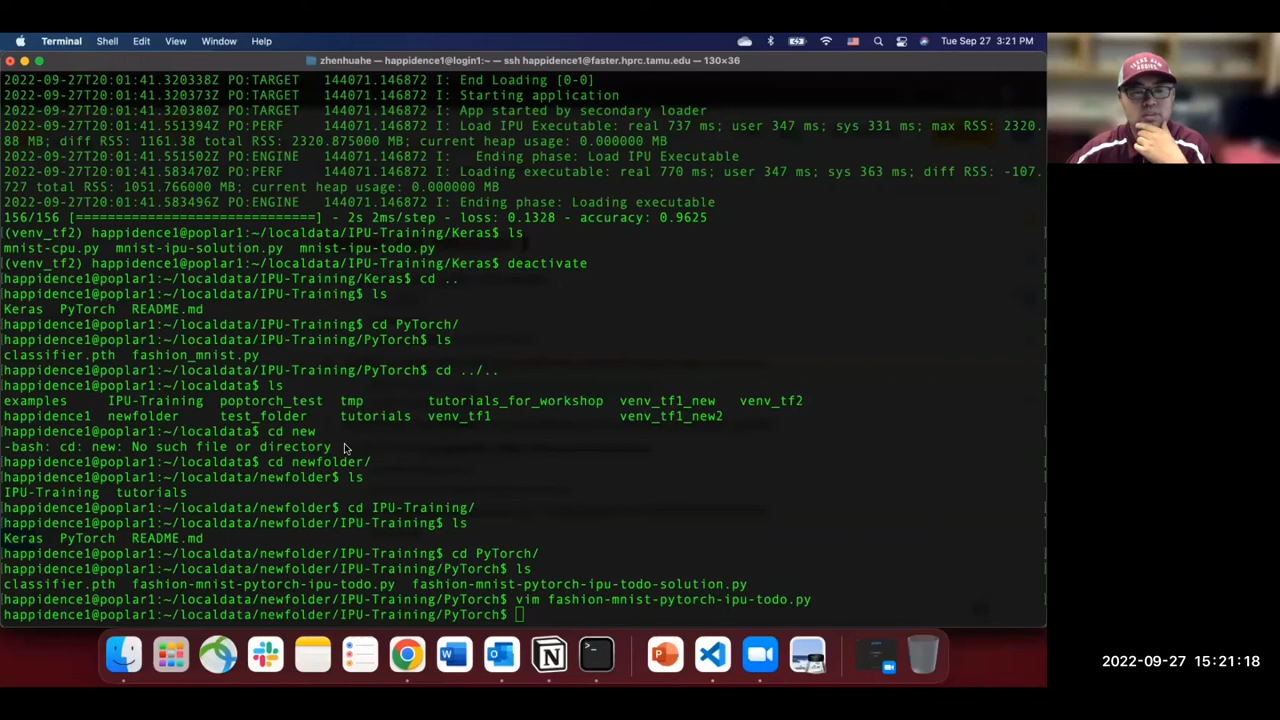 Terminal Shell Edit View Window Help Tue Sep 27 3:21 PM
zhenhuahe — happidence1@login1:~ — ssh happidence1@faster.hprc.tamu.edu — 130×36
2022-09-27T20:01:41.320338Z PO:TARGET 144071.146872 I: End Loading [0-0]
2022-09-27T20:01:41.320373Z PO:TARGET 144071.146872 I: Starting application
2022-09-27T20:01:41.320380Z PO:TARGET 144071.146872 I: App started by secondary loader
2022-09-27T20:01:41.551394Z PO:PERF 144071.146872 I: Load IPU Executable: real 737 ms; user 347 ms; sys 331 ms; max RSS: 2320.
88 MB; diff RSS: 1161.38 total RSS: 2320.875000 MB; current heap usage: 0.000000 MB
2022-09-27T20:01:41.551502Z PO:ENGINE 144071.146872 I: Ending phase: Load IPU Executable
2022-09-27T20:01:41.583470Z PO:PERF 144071.146872 I: Loading executable: real 770 ms; user 347 ms; sys 363 ms; diff RSS: -107.
727 total RSS: 1051.766000 MB; current heap usage: 0.000000 MB
2022-09-27T20:01:41.583496Z PO:ENGINE 144071.146872 I: Ending phase: Loading executable
156/156 [==============================] - 2s 2ms/step - loss: 0.1328 - accuracy: 0.9625
(venv_tf2) happidence1@poplar1:~/localdata/IPU-Training/Keras$ ls
mnist-cpu.py mnist-ipu-solution.py mnist-ipu-todo.py
(venv_tf2) happidence1@poplar1:~/localdata/IPU-Training/Keras$ deactivate
happidence1@poplar1:~/localdata/IPU-Training/Keras$ cd ..
happidence1@poplar1:~/localdata/IPU-Training$ ls
Keras PyTorch README.md
happidence1@poplar1:~/localdata/IPU-Training$ cd PyTorch/
happidence1@poplar1:~/localdata/IPU-Training/PyTorch$ ls
classifier.pth fashion_mnist.py
happidence1@poplar1:~/localdata/IPU-Training/PyTorch$ cd ../..
happidence1@poplar1:~/localdata$ ls
examples IPU-Training poptorch_test tmp tutorials_for_workshop venv_tf1_new venv_tf2
happidence1 newfolder test_folder tutorials venv_tf1 venv_tf1_new2
happidence1@poplar1:~/localdata$ cd new
-bash: cd: new: No such file or directory
happidence1@poplar1:~/localdata$ cd newfolder/
happidence1@poplar1:~/localdata/newfolder$ ls
IPU-Training tutorials
happidence1@poplar1:~/localdata/newfolder$ cd IPU-Training/
happidence1@poplar1:~/localdata/newfolder/IPU-Training$ ls
Keras PyTorch README.md
happidence1@poplar1:~/localdata/newfolder/IPU-Training$ cd PyTorch/
happidence1@poplar1:~/localdata/newfolder/IPU-Training/PyTorch$ ls
classifier.pth fashion-mnist-pytorch-ipu-todo.py fashion-mnist-pytorch-ipu-todo-solution.py
happidence1@poplar1:~/localdata/newfolder/IPU-Training/PyTorch$ vim fashion-mnist-pytorch-ipu-todo.py
happidence1@poplar1:~/localdata/newfolder/IPU-Training/PyTorch$
2022-09-27 15:21:18